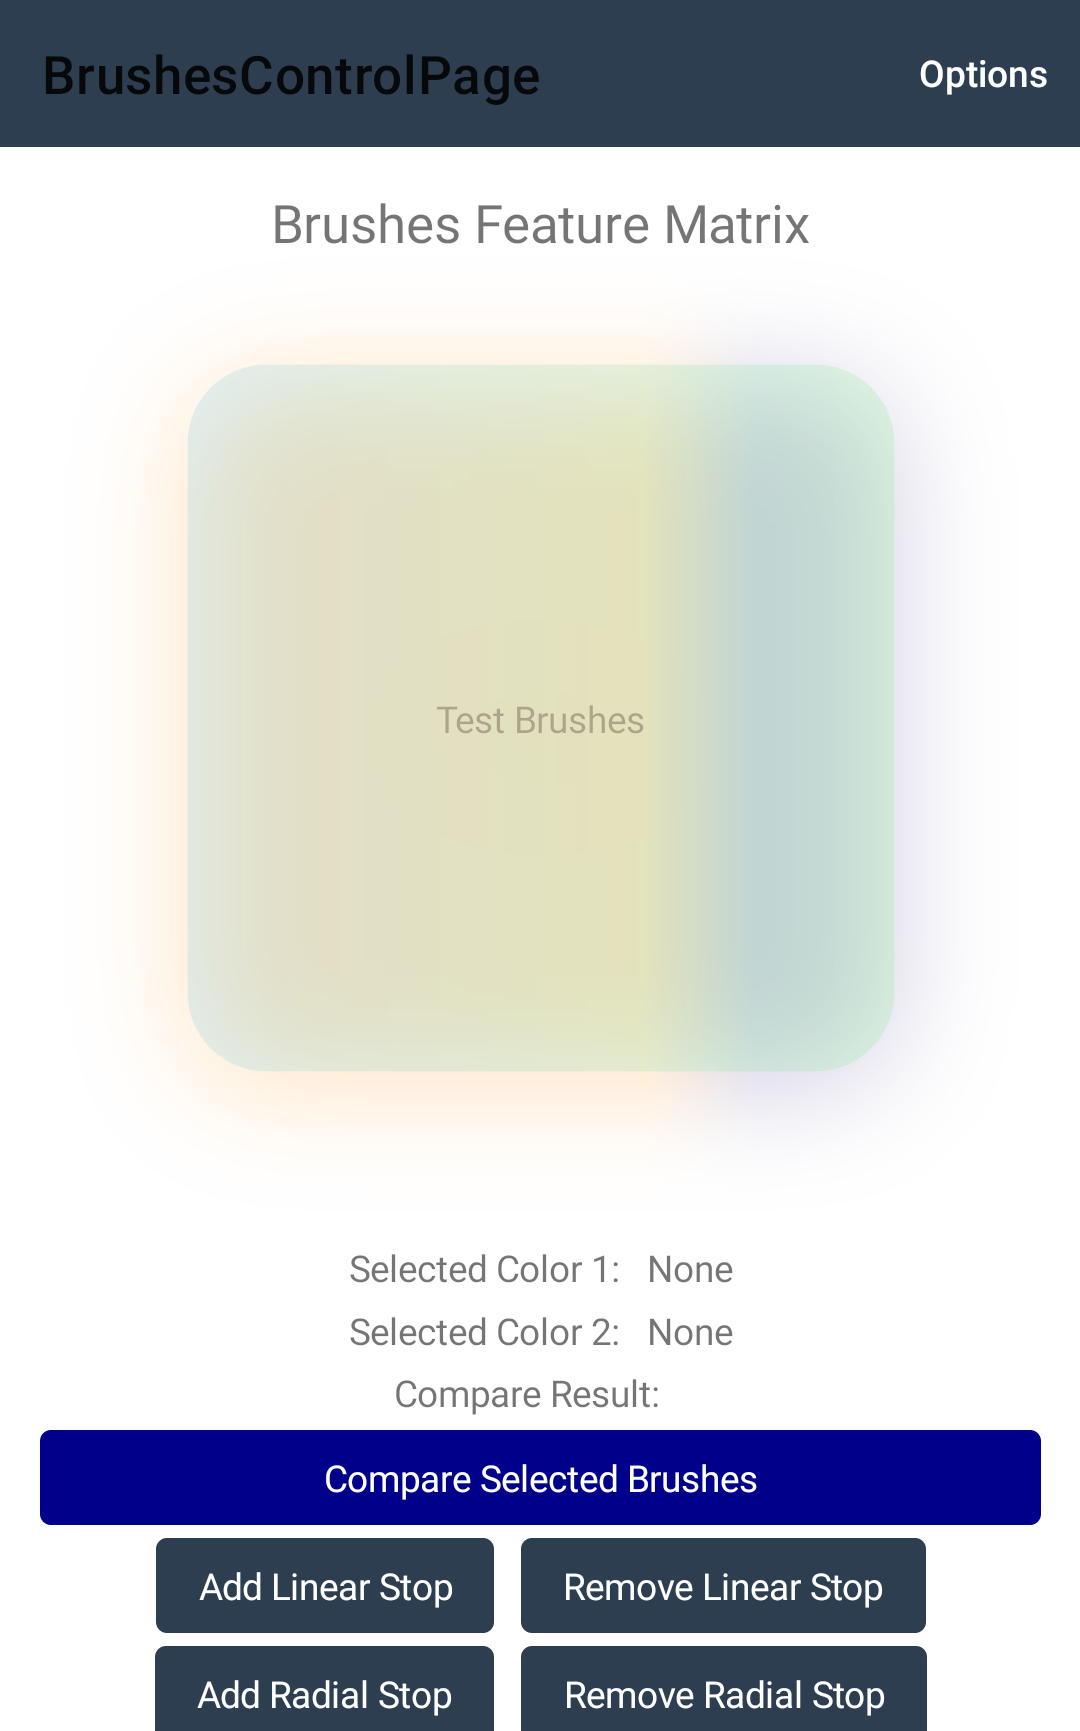 BrushesControlPage
Options
Brushes Feature Matrix
Test Brushes
Selected Color 1: None
Selected Color 2: None
Compare Result:
Compare Selected Brushes
Add Linear Stop
Remove Linear Stop
Add Radial Stop
Remove Radial Stop